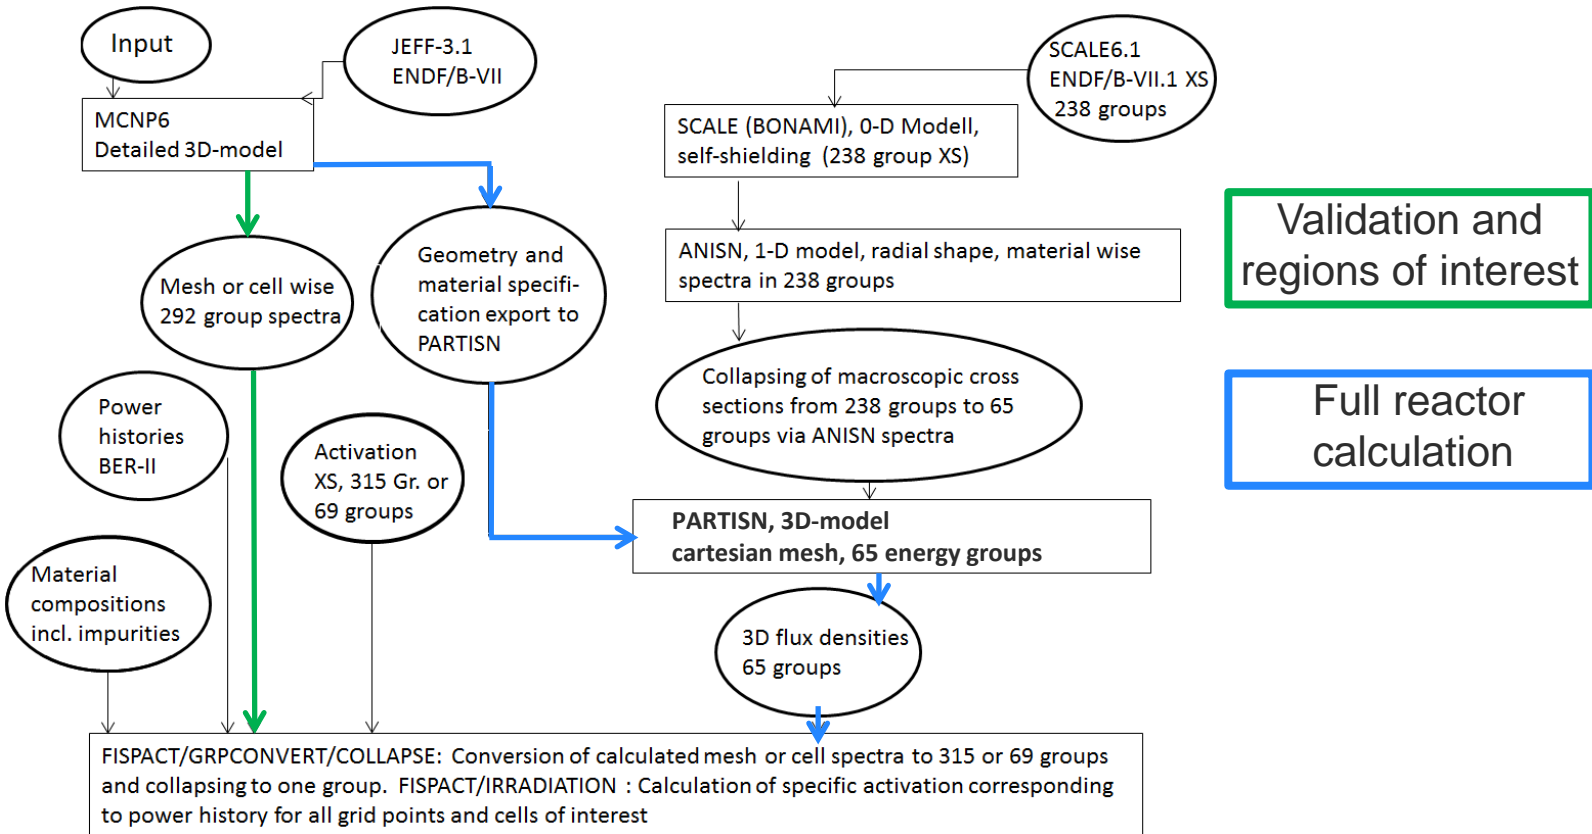 Input
JEFF-3.1
ENDF/B-VII
SCALE6.1
ENDF/B-VII.1 XS
238 groups
MCNP6
Detailed 3D-model
SCALE (BONAMI), 0-D Modell,
self-shielding (238 group XS)
Validation and
regions of interest
Mesh or cell wise
292 group spectra
Geometry and
material specifi-
cation export to
PARTISN
ANISN, 1-D model, radial shape, material wise
spectra in 238 groups
Full reactor
calculation
Power
histories
BER-II
Activation
XS, 315 Gr. or
69 groups
Collapsing of macroscopic cross
sections from 238 groups to 65
groups via ANISN spectra
PARTISN, 3D-model
cartesian mesh, 65 energy groups
Material
compositions
incl. impurities
3D flux densities
65 groups
FISPACT/GRPCONVERT/COLLAPSE: Conversion of calculated mesh or cell spectra to 315 or 69 groups
and collapsing to one group. FISPACT/IRRADIATION : Calculation of specific activation corresponding
to power history for all grid points and cells of interest